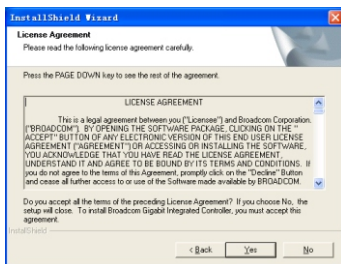 InstallShield Wizard
License Agreement
Please read the following license agreement carefully.
Press the PAGE DOWN key to see the rest of the agreement.
LICENSE AGREEMENT
This is a legal agreement between you ("Licensee") and Broadcom Corporation,
("BROADCOM"). BY OPENING THE SOFTWARE PACKAGE, CLICKING ON THE "
ACCEPT" BUTTON OF ANY ELECTRONIC VERSION OF THIS END USER LICENSE
AGREEMENT ("AGREEMENT") OR ACCESSING OR INSTALLING THE SOFTWARE,
YOU ACKNOWLEDGE THAT YOU HAVE READ THE LICENSE AGREEMENT,
UNDERSTAND IT AND AGREE TO BE BOUND BY ITS TERMS AND CONDITIONS. If
you do not agree to the terms of this Agreement, promptly click on the "Decline" Button
and cease all further access to or use of the Software made available by BROADCOM.
Do you accept all the terms of the preceding License Agreement? If you choose No, the
setup will close. To install Broadcom Gigabit Integrated Controller, you must accept this
agreement.
InstallShield
< Back Yes No